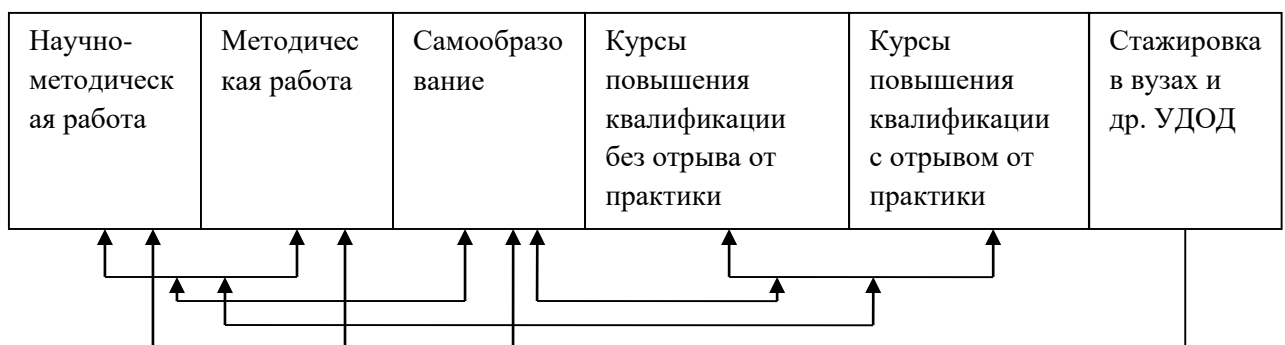 Научно-
методическ
ая работа
Методичес
кая работа
Самообразо
вание
Курсы
повышения
квалификации
без отрыва от
практики
Курсы
повышения
квалификации
с отрывом от
практики
Стажировка
в вузах и
др. УДОД